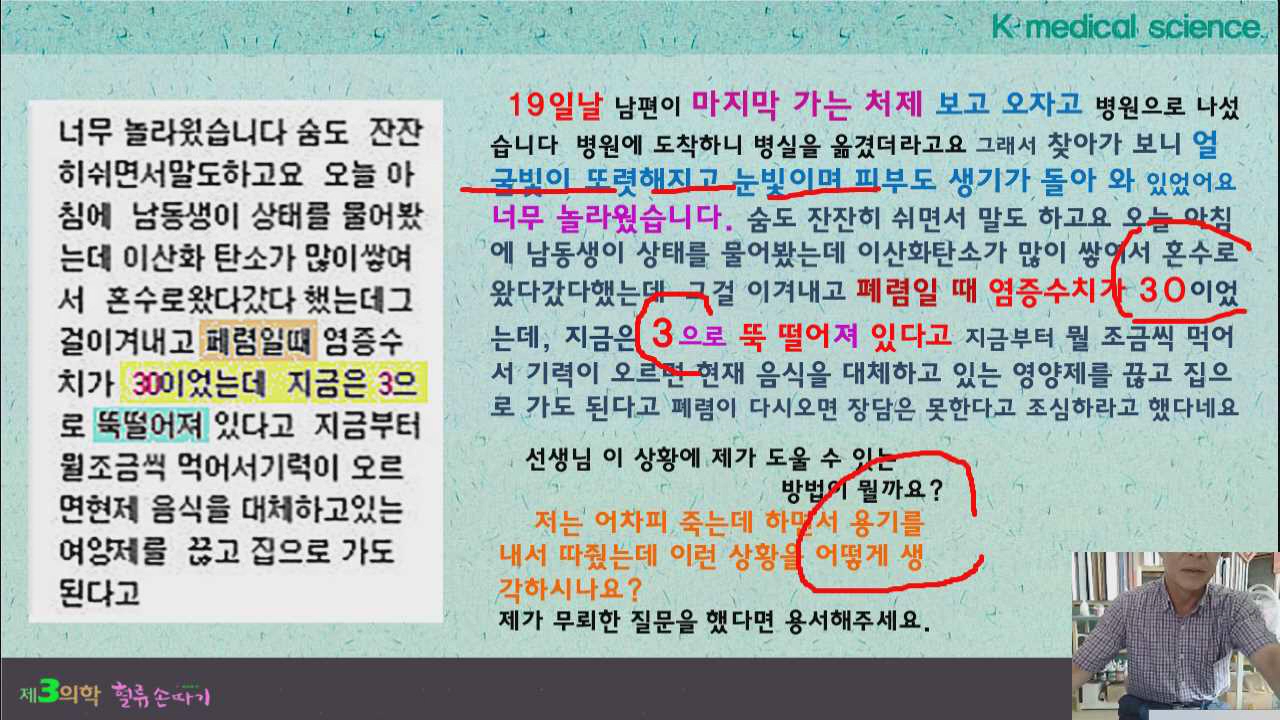 K medical science
너무 놀라웠습니다 숨도 잔잔
히쉬면서말도하고요 오늘 아
침에 남동생이 상태를 물어봤
는데 이산화 탄소가 많이쌓여
서 혼수로왔다갔다 했는데그
걸이겨내고 폐렴일때 염증수
치가 30이었는데 지금은 3으
로 뚝떨어져 있다고 지금부터
뭘조금씩 먹어서기력이 오르
면현제 음식을 대체하고있는
여양제를 끊고 집으로 가도
된다고
19일날 남편이 마지막 가는 처제 보고 오자고 병원으로 나섰
습니다 병원에 도착하니 병실을 옮겼더라고요 그래서 찾아가 보니 얼
굴빛이 또렷해지고 눈빛이며 피부도 생기가 돌아 와 있었어요
너무 놀라웠습니다. 숨도 잔잔히 쉬면서 말도 하고요 오늘 아침
에 남동생이 상태를 물어봤는데 이산화탄소가 많이 쌓여서 혼수로
왔다갔다했는데 그걸 이겨내고 폐렴일 때 염증수치가 30이었
는데, 지금은 3으로 뚝 떨어져 있다고 지금부터 뭘 조금씩 먹어
서 기력이 오르면 현재 음식을 대체하고 있는 영양제를 끊고 집으
로 가도 된다고 폐렴이 다시오면 장담은 못한다고 조심하라고 했다네요
선생님 이 상황에 제가 도울 수 있는
방법이 뭘까요?
저는 어차피 죽는데 하면서 용기를
내서 따줬는데 이런 상황을 어떻게 생
각하시나요?
제가 무뢰한 질문을 했다면 용서해주세요.
제3의학 혈류손따기